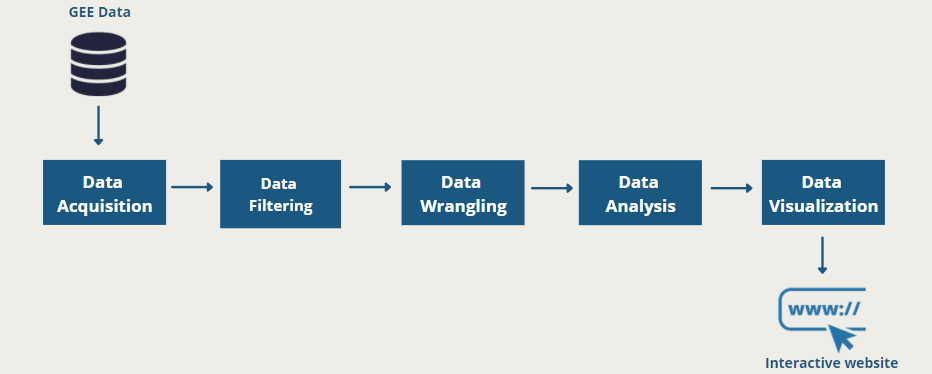 GEE Data
Data
Acquisition
Data
Filtering
Data
Wrangling
Data
Analysis
Data
Visualization
www://
Interactive website